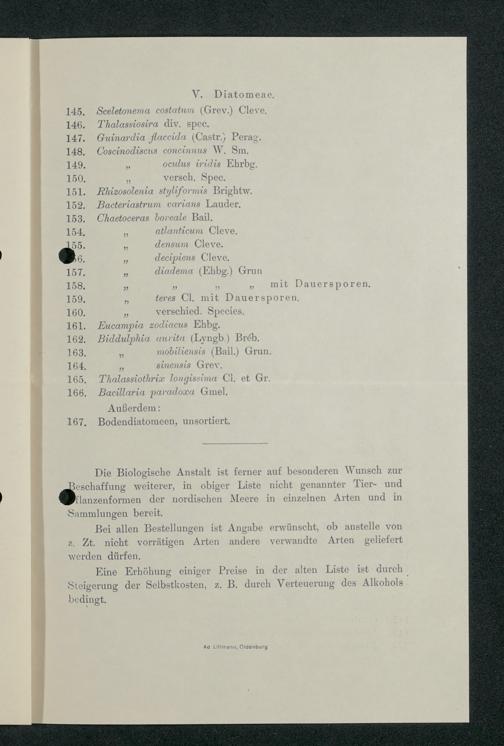 V. Diatomeae.
145. Sceletonema costatum (Grev.) Cleve.
146. Thalassiosira div. spec.
147. Guinardia flaccida (Castr.) Perag.
148. Coscinodiscus concinnus W. Sm.
149. „ oculus iridis Ehrbg.
150. „ versch. Spec.
151. Rhizosolenia styliformis Brightw.
152. Bacteriastrum varians Lauder.
153. Chaetoceras boreale Bail.
154. „ atlanticum Cleve.
155. „ densum Cleve.
6. „ decipiens Cleve.
157. „ diadema (Ehbg.) Grun
158. „ „ „ „ mit Dauersporen.
159. „ teres Cl. mit Dauersporen.
160. „ verschied. Species.
161. Eucampia zodiacus Ehbg.
162. Biddulphia aurita (Lyngb) Bréb.
163. „ mobiliensis (Bail.) Grun.
164. „ sinensis Grev.
165. Thalassiothrix longissima Cl. et Gr.
166. Bacillaria paradoxa Gmel.
Außerdem:
167. Bodendiatomeen, unsortiert.
Die Biologische Anstalt ist ferner auf besonderen Wunsch zur
Beschaffung weiterer, in obiger Liste nicht genannter Tier- und
flanzenformen der nordischen Meere in einzelnen Arten und in
Sammlungen bereit.
Bei allen Bestellungen ist Angabe erwünscht, ob anstelle von
z. Zt. nicht vorrätigen Arten andere verwandte Arten geliefert
werden dürfen.
Eine Erhöhung einiger Preise in der alten Liste ist durch
Steigerung der Selbstkosten, z. B. durch Verteuerung des Alkohols
bedingt.
Ad Littmann, Oldenburg